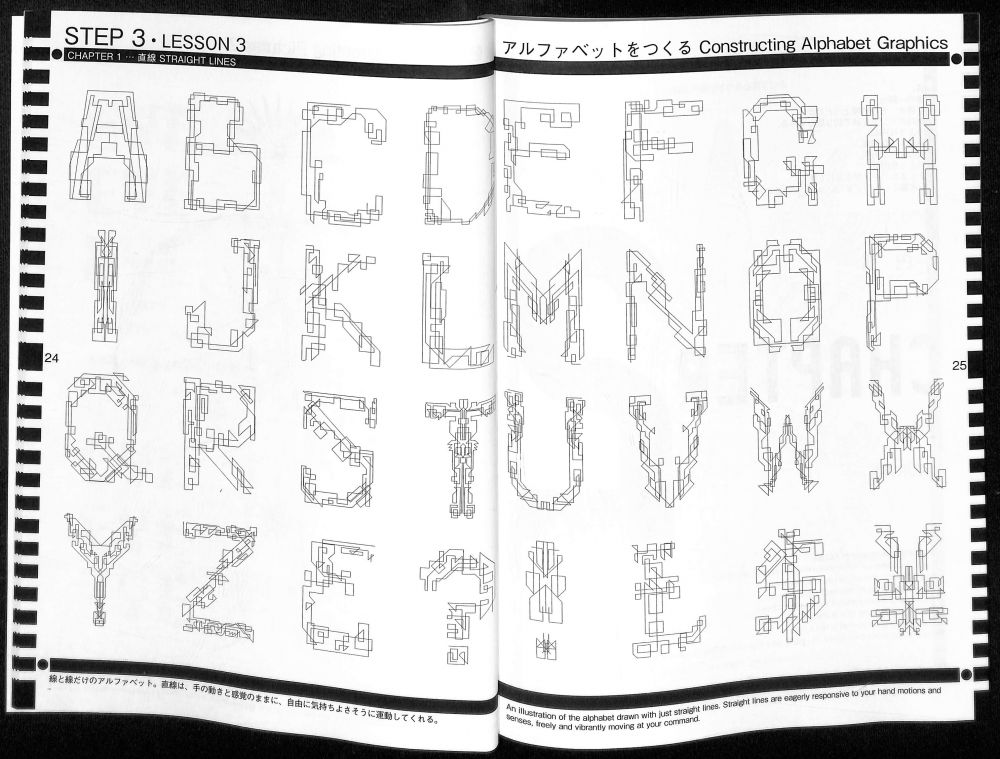 STEP 3・LESSON 3
CHAPTER 1 … 直線 STRAIGHT LINES
アルファベットをつくる Constructing Alphabet Graphics
A B C D E F G H
I J K L M N O P
24
25
Q R S T U V W X
Y Z E ? ! £ $ ¥
線と線だけのアルファベット。直線は、手の動きと感覚のままに、自由に気持ちよさそうに運動してくれる。
An illustration of the alphabet drawn with just straight lines. Straight lines are eagerly responsive to your hand motions and
senses, freely and vibrantly moving at your command.